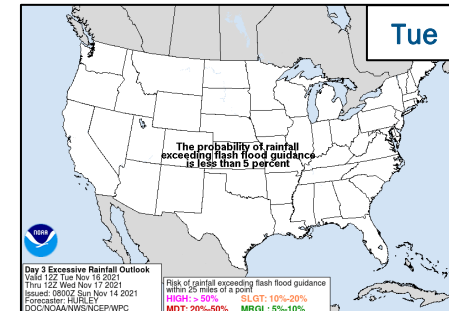 Tue
The probability of rainfall
exceeding flash flood guidance
is less than 5 percent
NOAA
Day 3 Excessive Rainfall Outlook
Valid 12Z Tue Nov 16 2021
Thru 12Z Wed Nov 17 2021
Issued: 0800Z Sun Nov 14 2021
Forecaster: HURLEY
DOC/NOAA/NWS/NCEP/WPC
Risk of rainfall exceeding flash flood guidance
within 25 miles of a point
HIGH: > 50% SLGT: 10%-20%
MDT: 20%-50% MRGL: 5%-10%